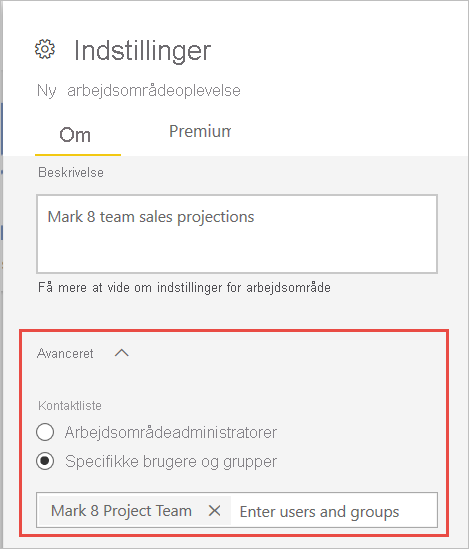 Indstillinger
Ny arbejdsområdeoplevelse
Om Premium
Beskrivelse
Mark 8 team sales projections
Få mere at vide om indstillinger for arbejdsområde
Avanceret
Kontaktliste
Arbejdsområdeadministratorer
Specifikke brugere og grupper
Mark 8 Project Team Enter users and groups